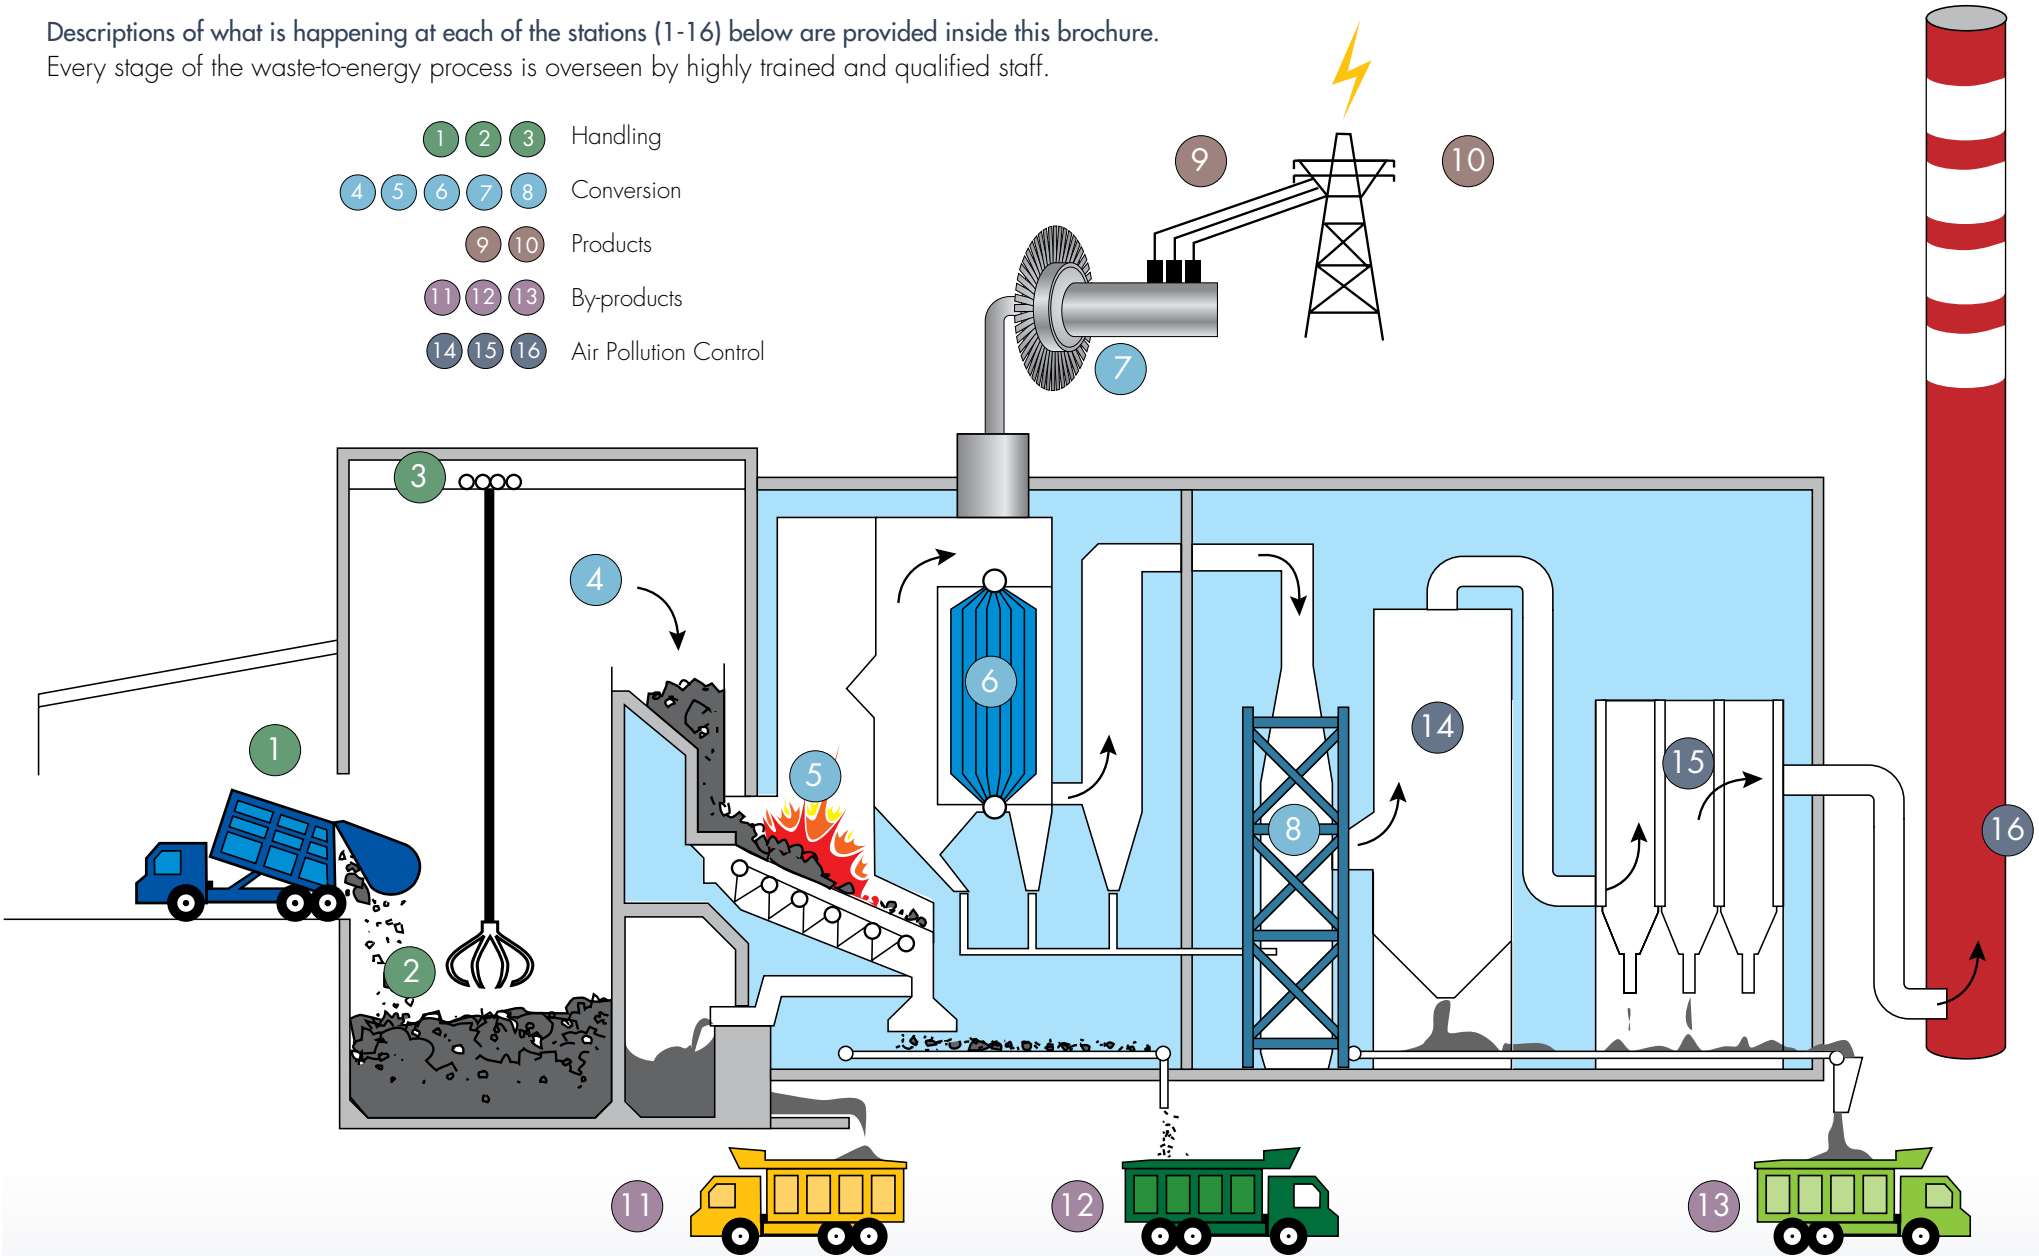 Descriptions of what is happening at each of the stations (1-16) below are provided inside this brochure.
Every stage of the waste-to-energy process is overseen by highly trained and qualified staff.
1 2 3 Handling
4 5 6 7 8 Conversion
9 10 Products
11 12 13 By-products
14 15 16 Air Pollution Control
9
10
7
3
4
6
1
14
5
15
8
16
2
11
12
13